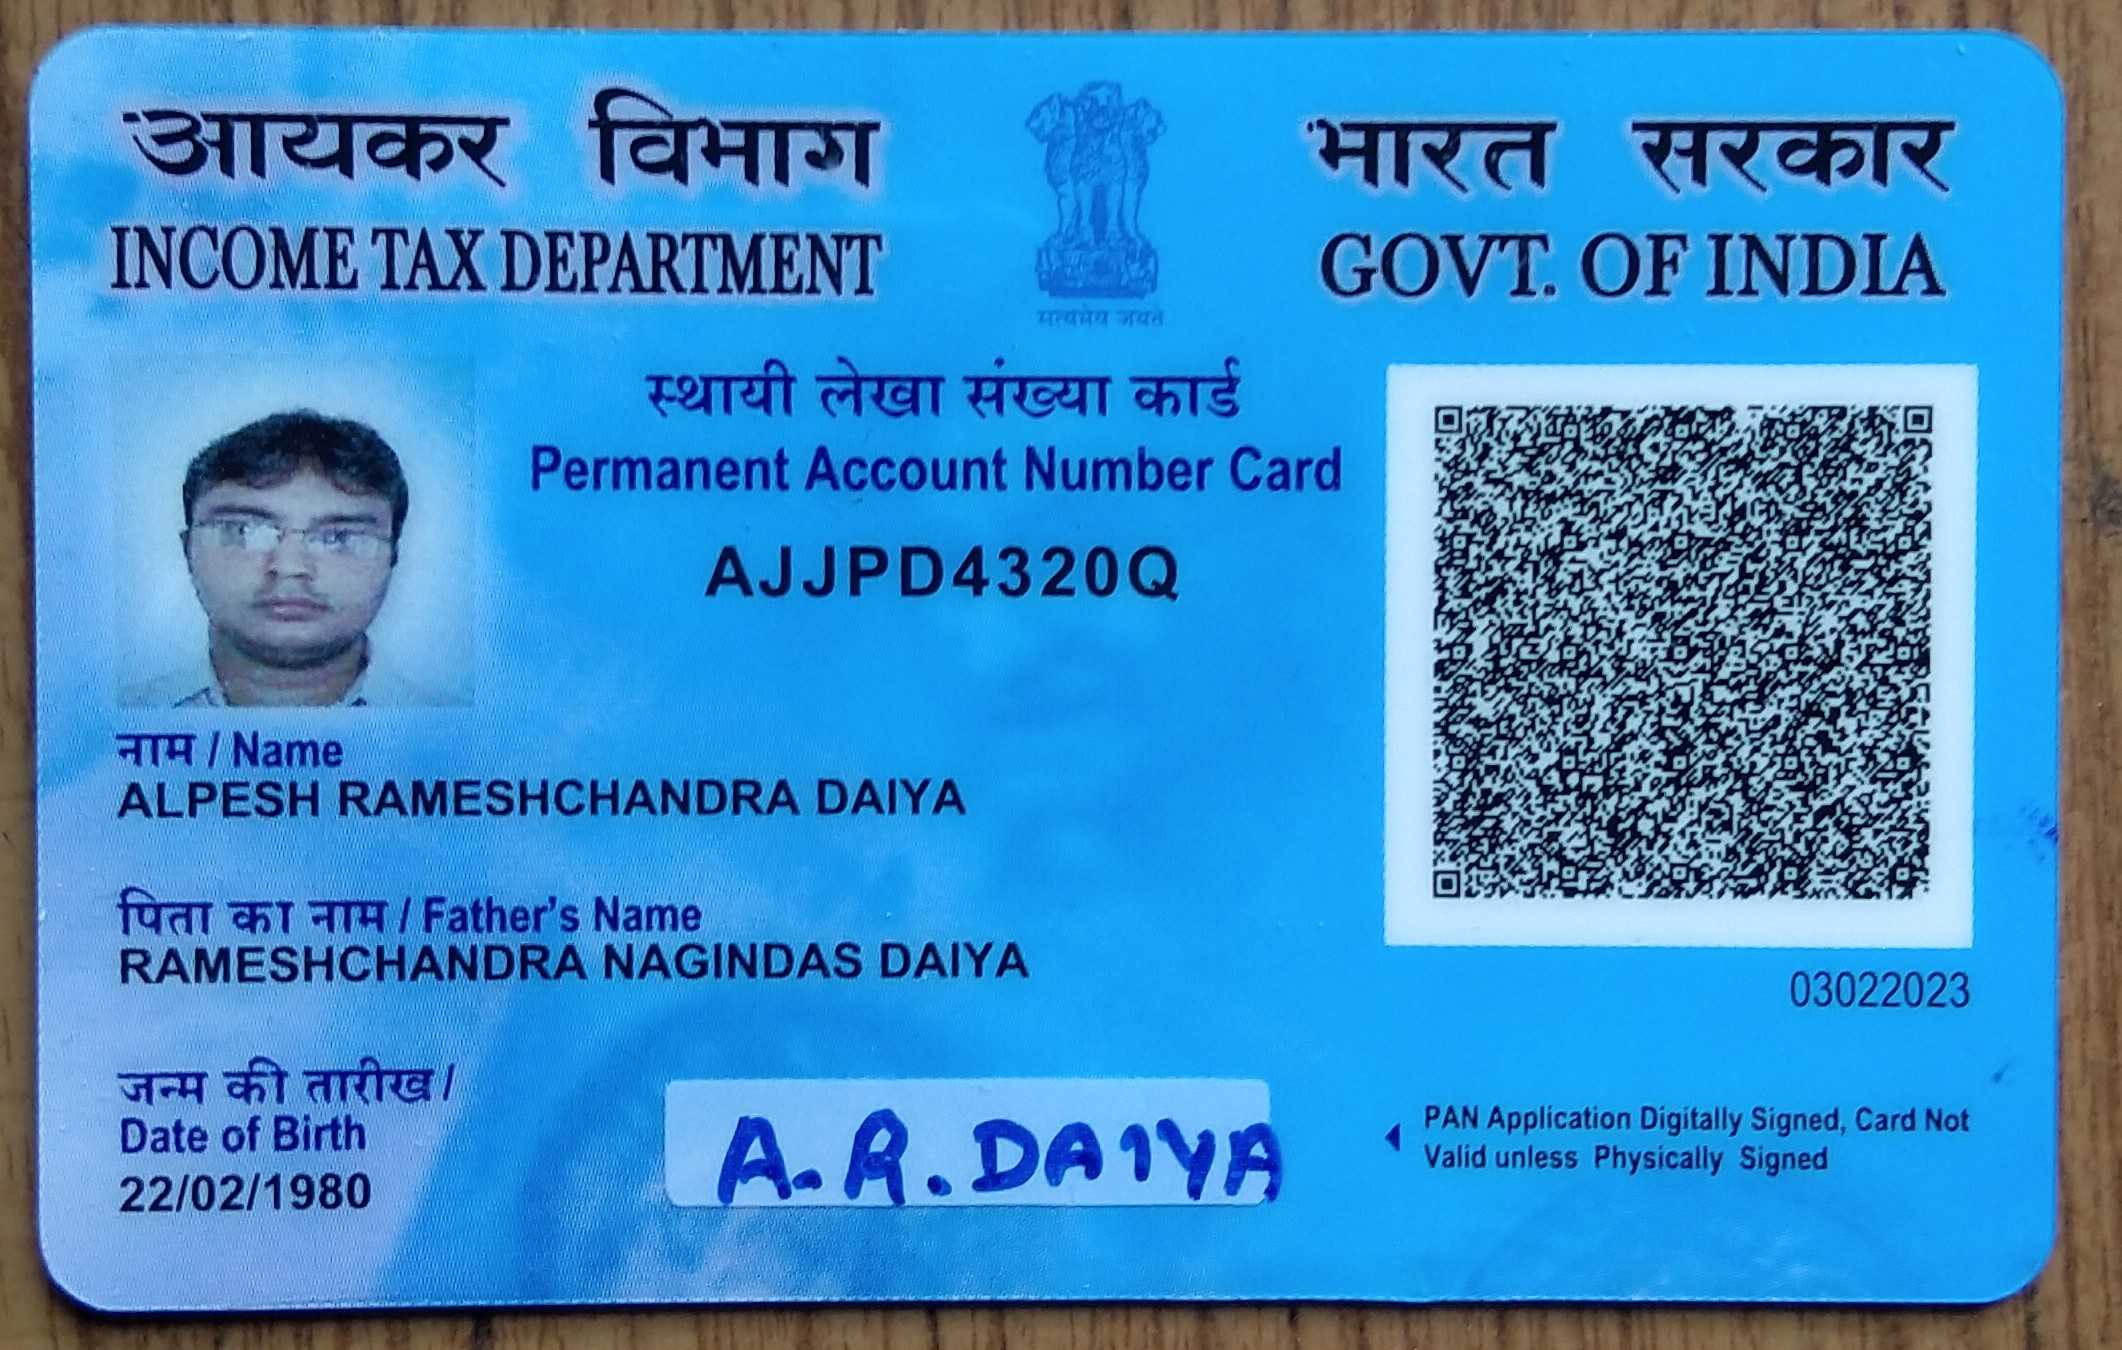 आयकर विभाग
INCOME TAX DEPARTMENT
सत्यमेव जयते
भारत सरकार
GOVT. OF INDIA
स्थायी लेखा संख्या कार्ड
Permanent Account Number Card
AJJPD4320Q
नाम / Name
ALPESH RAMESHCHANDRA DAIYA
पिता का नाम / Father's Name
RAMESHCHANDRA NAGINDAS DAIYA
03022023
जन्म की तारीख /
Date of Birth
22/02/1980
A. R. DAIYA
PAN Application Digitally Signed, Card Not
Valid unless Physically Signed